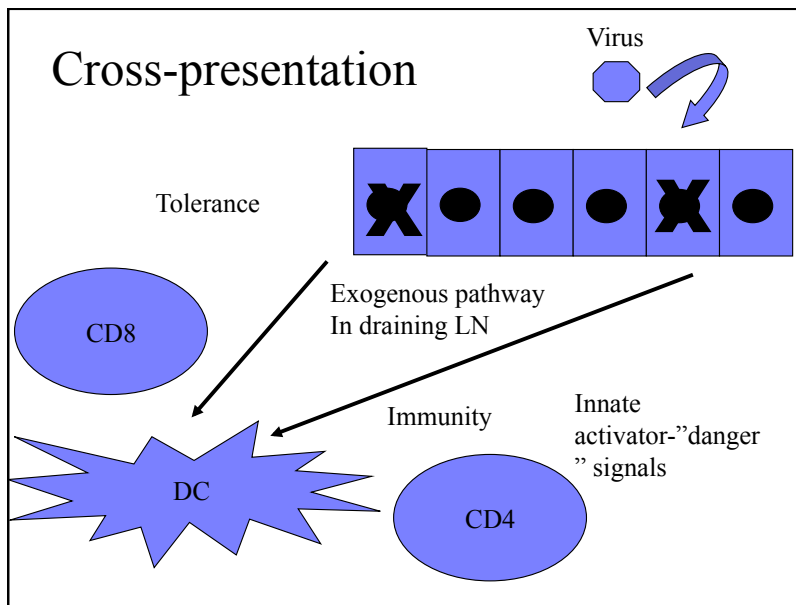 Virus
Cross-presentation
Tolerance
Exogenous pathway
In draining LN
CD8
Immunity
Innate
activator-”danger
” signals
DC
CD4